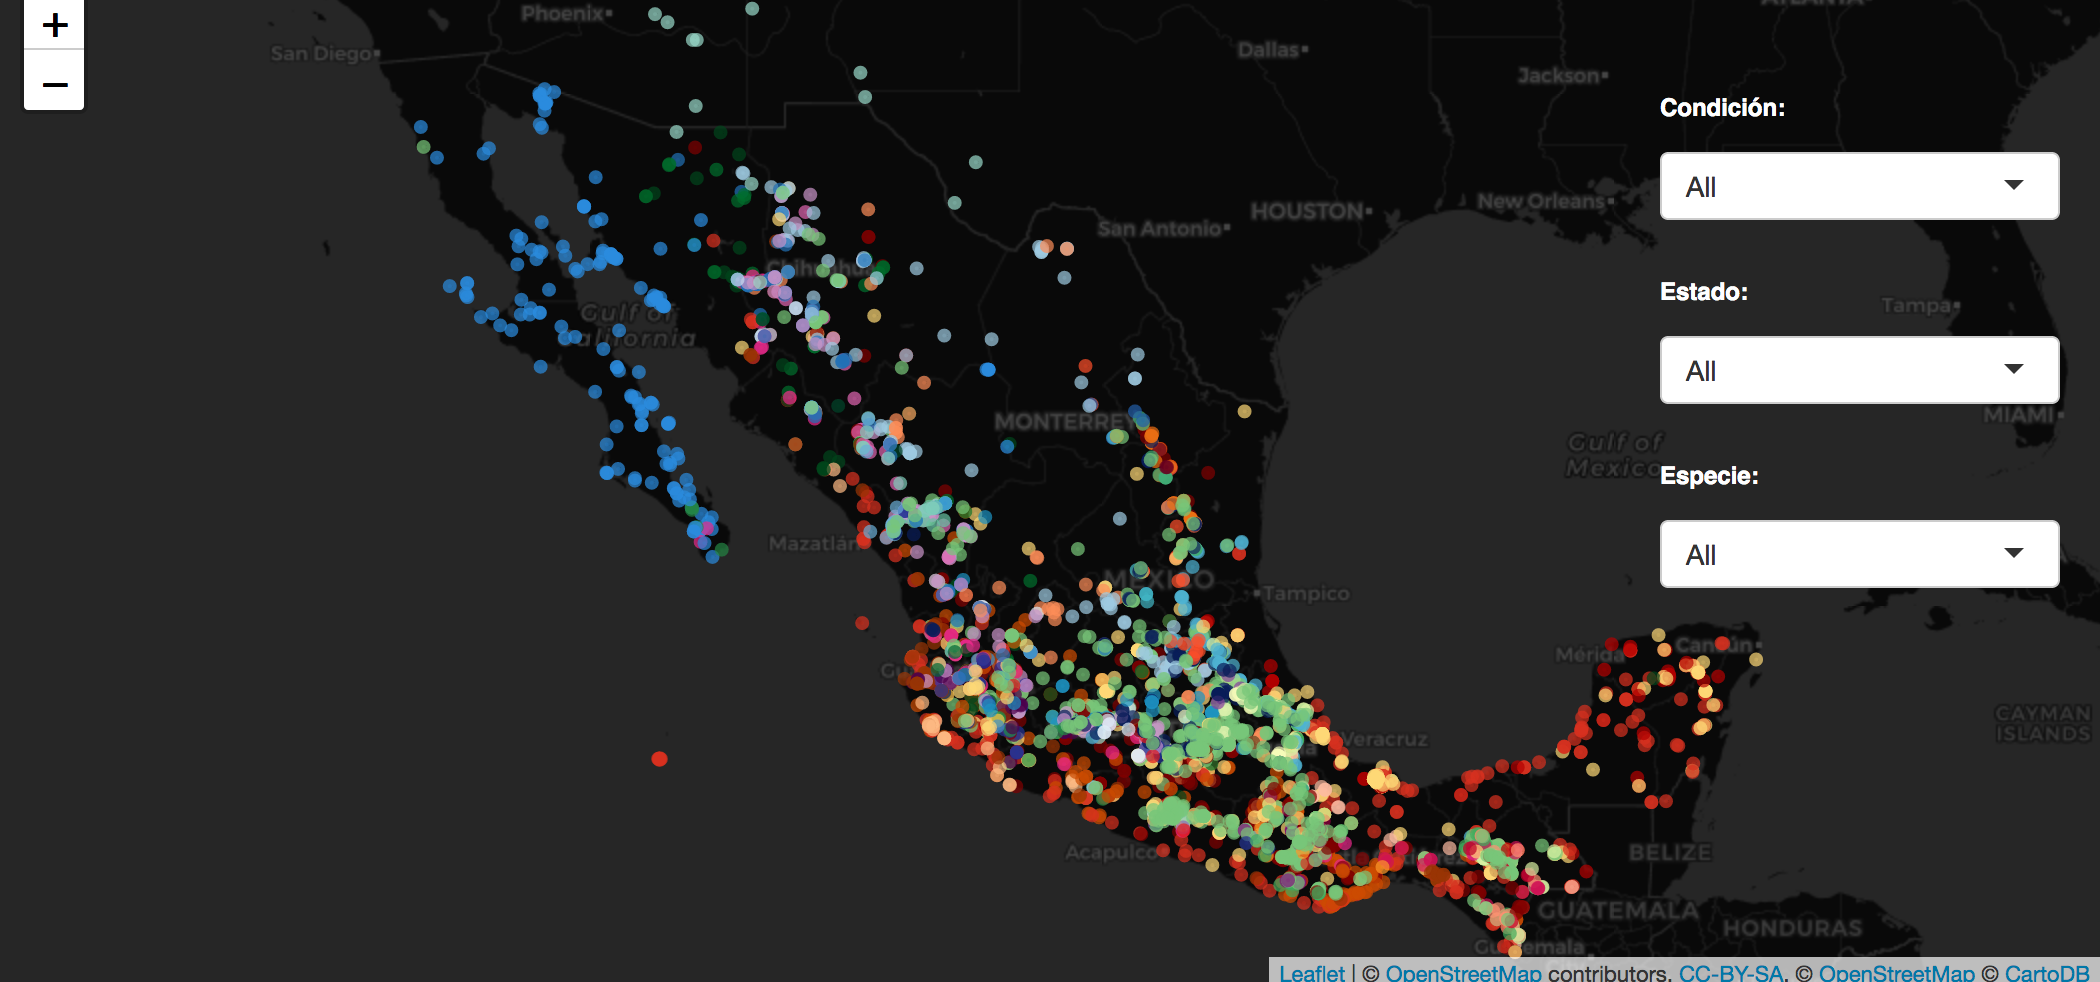 +
−
Phoenix
San Diego
ATLANTA
Dallas
Jackson
Condición:
All
HOUSTON
New Orleans
San Antonio
Chihuahua
Estado:
All
Tampa
Gulf of
California
MONTERREY
MIAMI
Gulf of
Mexico
Especie:
All
Mazatlán
MEXICO
Tampico
Mérida
Cancún
CAYMAN
ISLANDS
Veracruz
Acapulco
BELIZE
GUATEMALA
HONDURAS
Guatemala
Leaflet | © OpenStreetMap contributors, CC-BY-SA, © OpenStreetMap © CartoDB